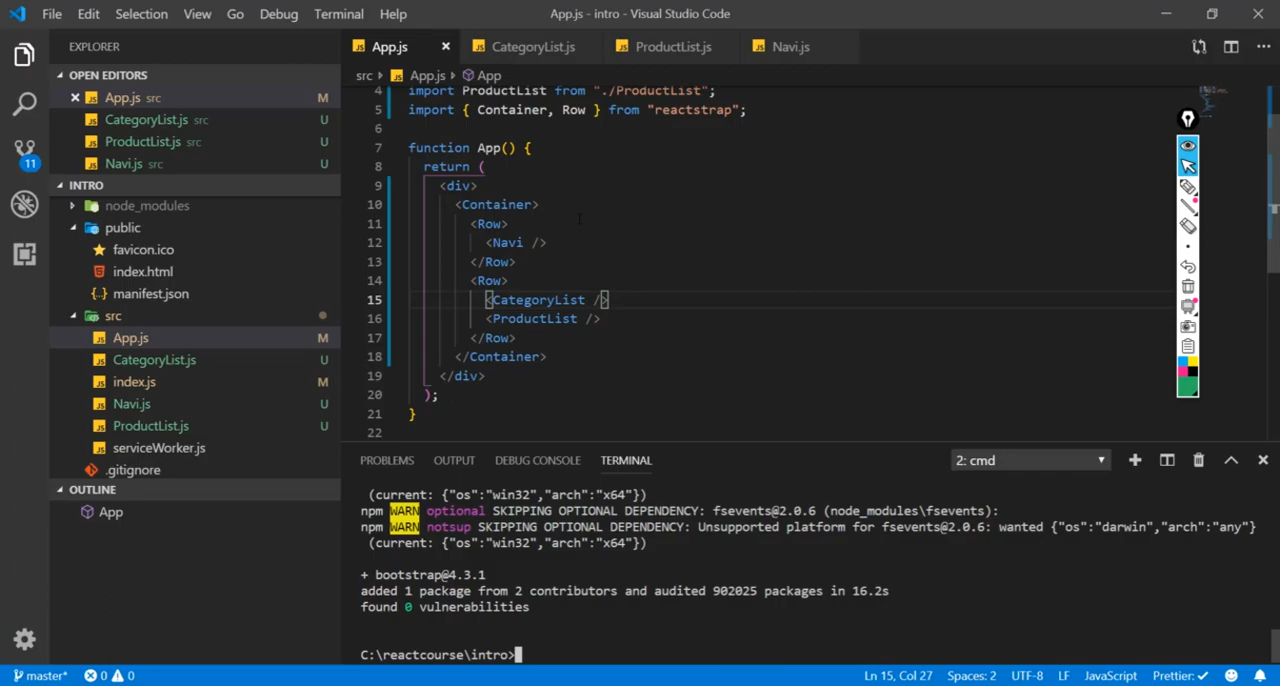 File Edit Selection View Go Debug Terminal Help App.js - intro - Visual Studio Code
EXPLORER
OPEN EDITORS
App.js src M
CategoryList.js src U
ProductList.js src U
Navi.js src U
INTRO
node_modules
public
favicon.ico
index.html
manifest.json
src
App.js M
CategoryList.js U
index.js M
Navi.js U
ProductList.js U
serviceWorker.js
.gitignore
OUTLINE
App
11
App.js CategoryList.js ProductList.js Navi.js
src App.js App
4 import ProductList from "./ProductList";
5 import { Container, Row } from "reactstrap";
6
7 function App() {
8 return (
9 <div>
10 <Container>
11 <Row>
12 <Navi />
13 </Row>
14 <Row>
15 <CategoryList />
16 <ProductList />
17 </Row>
18 </Container>
19 </div>
20 );
21 }
22
PROBLEMS OUTPUT DEBUG CONSOLE TERMINAL 2: cmd
(current: {"os":"win32","arch":"x64"})
npm WARN optional SKIPPING OPTIONAL DEPENDENCY: fsevents@2.0.6 (node_modules\fsevents):
npm WARN notsup SKIPPING OPTIONAL DEPENDENCY: Unsupported platform for fsevents@2.0.6: wanted {"os":"darwin","arch":"any"}
(current: {"os":"win32","arch":"x64"})
+ bootstrap@4.3.1
added 1 package from 2 contributors and audited 902025 packages in 16.2s
found 0 vulnerabilities
C:\reactcourse\intro>
master* 0 0 Ln 15, Col 27 Spaces: 2 UTF-8 LF JavaScript Prettier: ✓